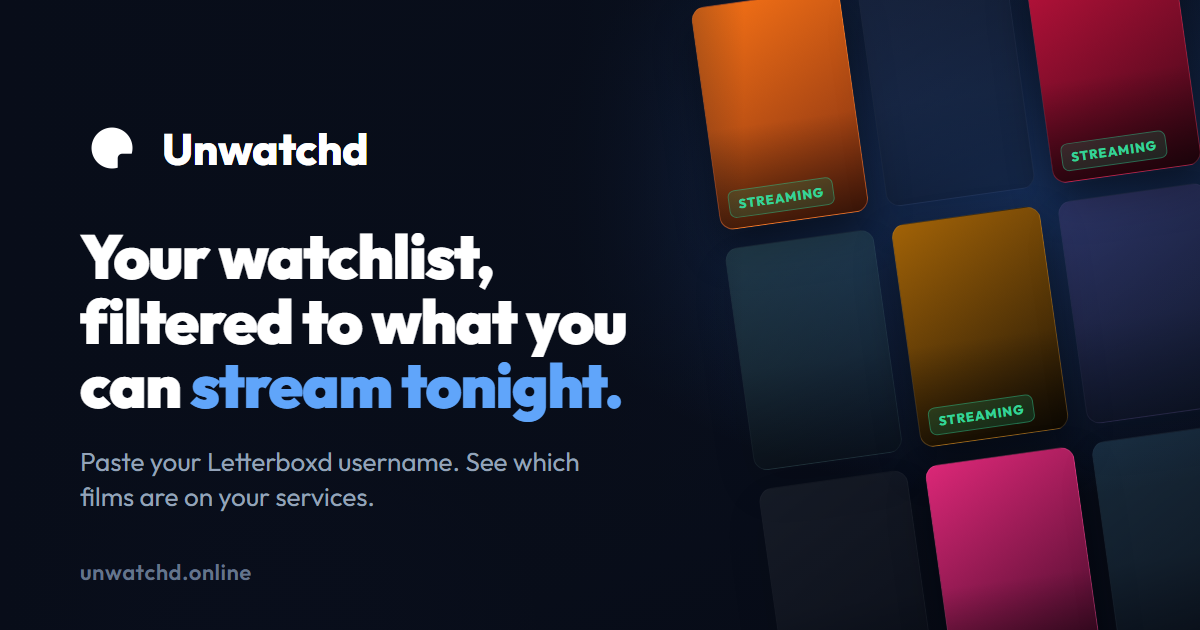 Unwatchd
Your watchlist,
filtered to what you
can stream tonight.
Paste your Letterboxd username. See which
films are on your services.
unwatchd.online
STREAMING
STREAMING
STREAMING